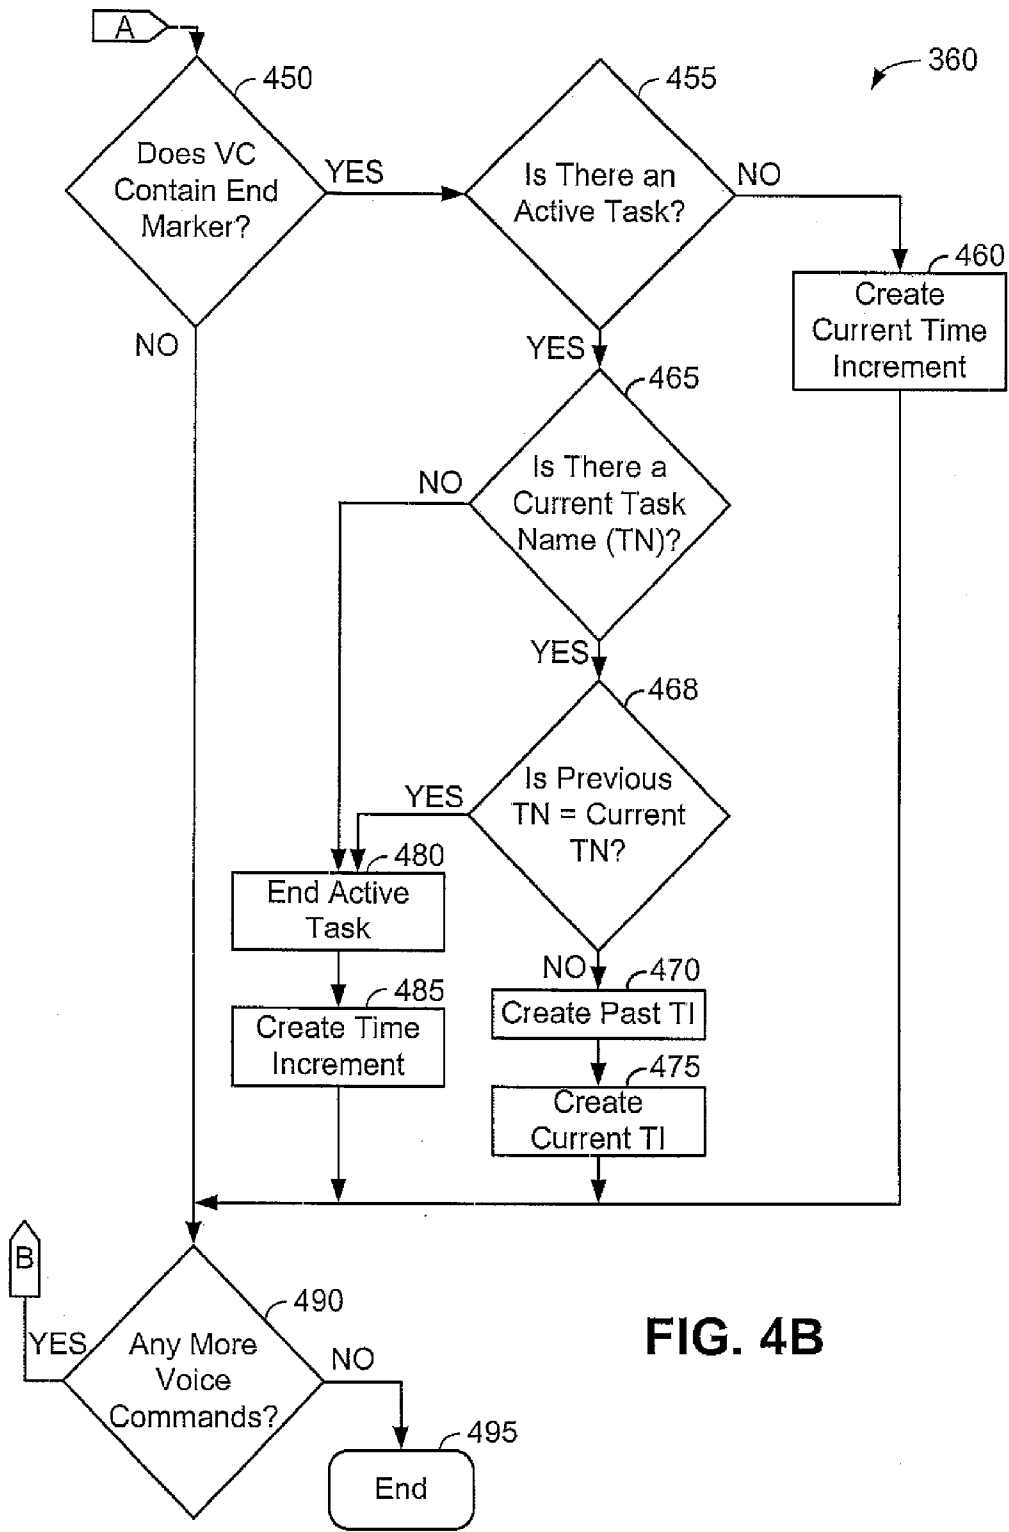 A
450
455
360
Does VC
Contain End
Marker?
YES
Is There an
Active Task?
NO
460
Create
Current Time
Increment
NO
YES
465
Is There a
Current Task
Name (TN)?
NO
YES
468
Is Previous
TN = Current
TN?
YES
480
End Active
Task
NO
470
Create Past TI
485
Create Time
Increment
475
Create
Current TI
B
490
YES
Any More
Voice
Commands?
NO
FIG. 4B
495
End